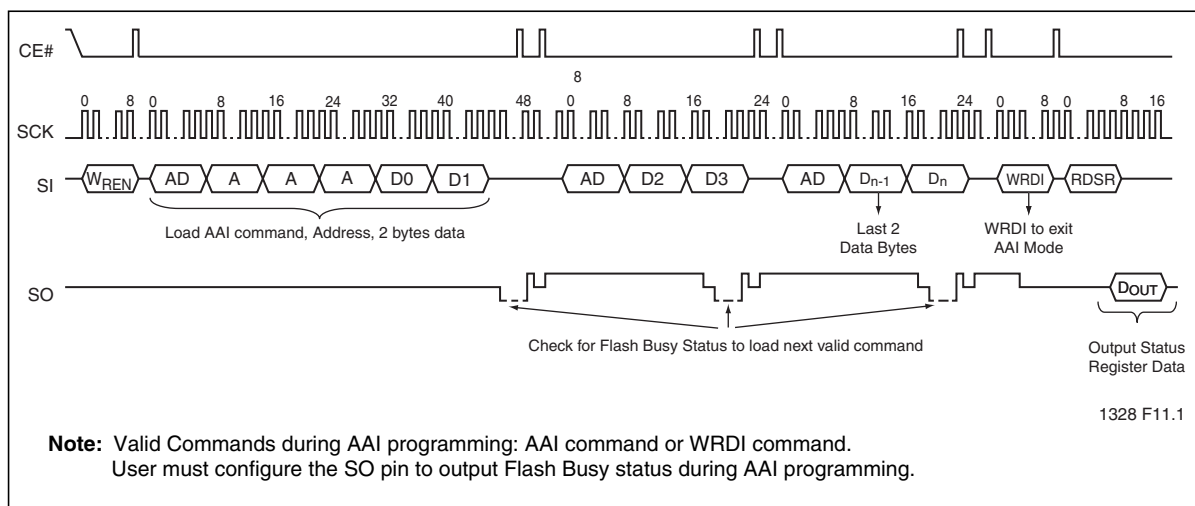 CE#
8
0 8 0 8 16 24 32 40 48 0 8 16 24 0 8 16 24 0 8 0 8 16
SCK
SI WREN AD A A A D0 D1 AD D2 D3 AD Dn-1 Dn WRDI RDSR
Load AAI command, Address, 2 bytes data
Last 2
Data Bytes
WRDI to exit
AAI Mode
SO DOUT
Check for Flash Busy Status to load next valid command
Output Status
Register Data
1328 F11.1
Note: Valid Commands during AAI programming: AAI command or WRDI command.
User must configure the SO pin to output Flash Busy status during AAI programming.